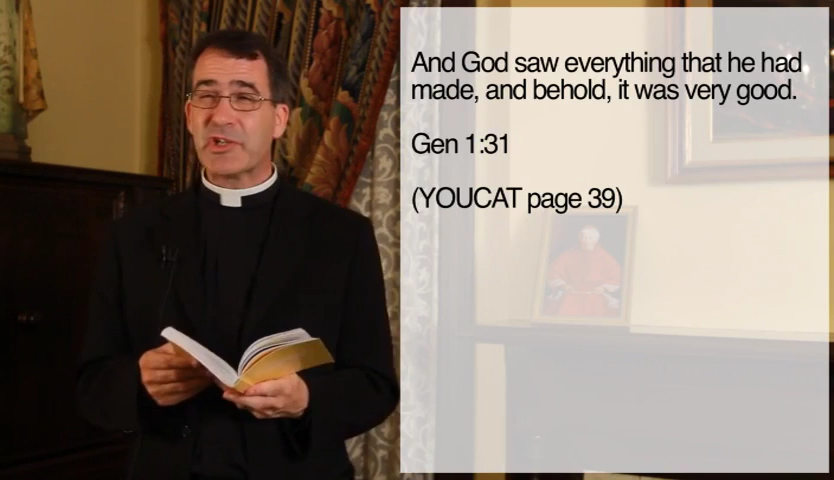 And God saw everything that he had
made, and behold, it was very good.
Gen 1:31
(YOUCAT page 39)